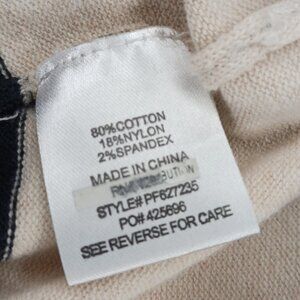 80%COTTON
18%NYLON
2%SPANDEX
MADE IN CHINA
STYLE# PF627235
PO# 425696
SEE REVERSE FOR CARE